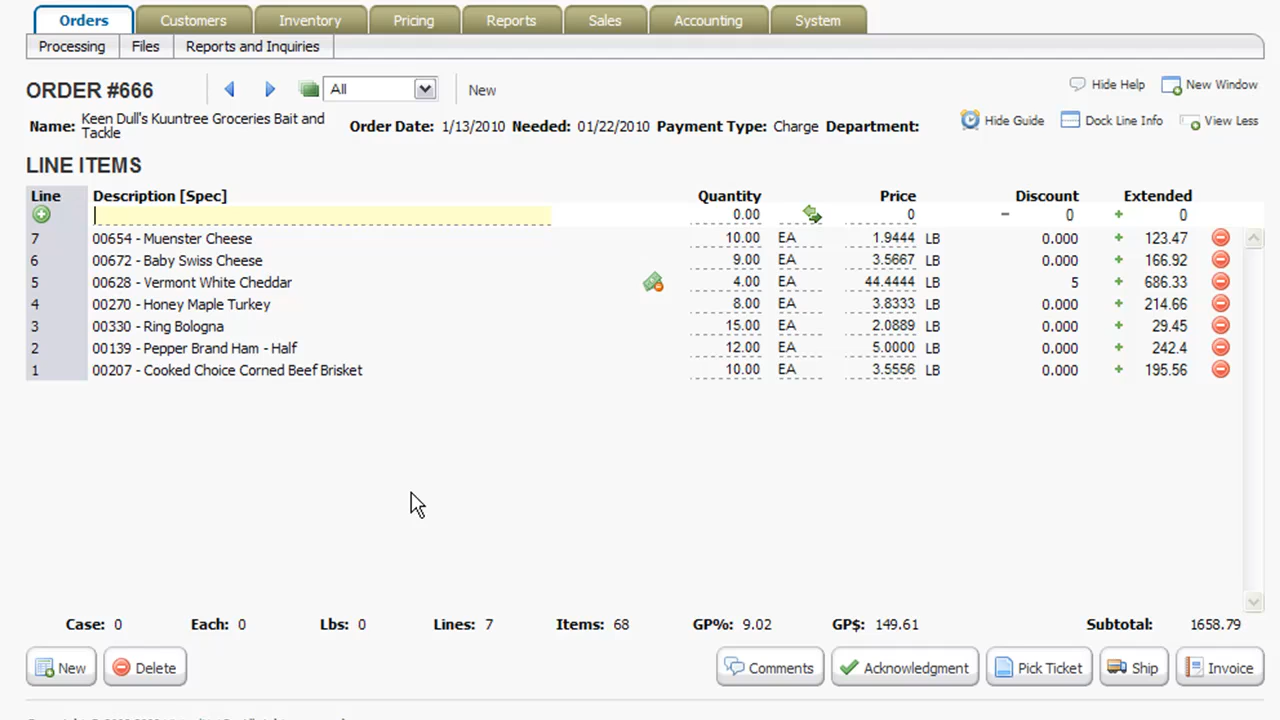 Orders Customers Inventory Pricing Reports Sales Accounting System
Processing Files Reports and Inquiries
ORDER #666 All New Hide Help New Window
Name: Keen Dull's Kuuntree Groceries Bait and
Tackle
Order Date: 1/13/2010 Needed: 01/22/2010 Payment Type: Charge Department: Hide Guide Dock Line Info View Less
LINE ITEMS
Line Description [Spec] Quantity Price Discount Extended
0.00 0 – 0 + 0
7 00654 - Muenster Cheese 10.00 EA 1.9444 LB 0.000 + 123.47
6 00672 - Baby Swiss Cheese 9.00 EA 3.5667 LB 0.000 + 166.92
5 00628 - Vermont White Cheddar 4.00 EA 44.4444 LB 5 + 686.33
4 00270 - Honey Maple Turkey 8.00 EA 3.8333 LB 0.000 + 214.66
3 00330 - Ring Bologna 15.00 EA 2.0889 LB 0.000 + 29.45
2 00139 - Pepper Brand Ham - Half 12.00 EA 5.0000 LB 0.000 + 242.4
1 00207 - Cooked Choice Corned Beef Brisket 10.00 EA 3.5556 LB 0.000 + 195.56
Case: 0 Each: 0 Lbs: 0 Lines: 7 Items: 68 GP%: 9.02 GP$: 149.61 Subtotal: 1658.79
New Delete Comments Acknowledgment Pick Ticket Ship Invoice